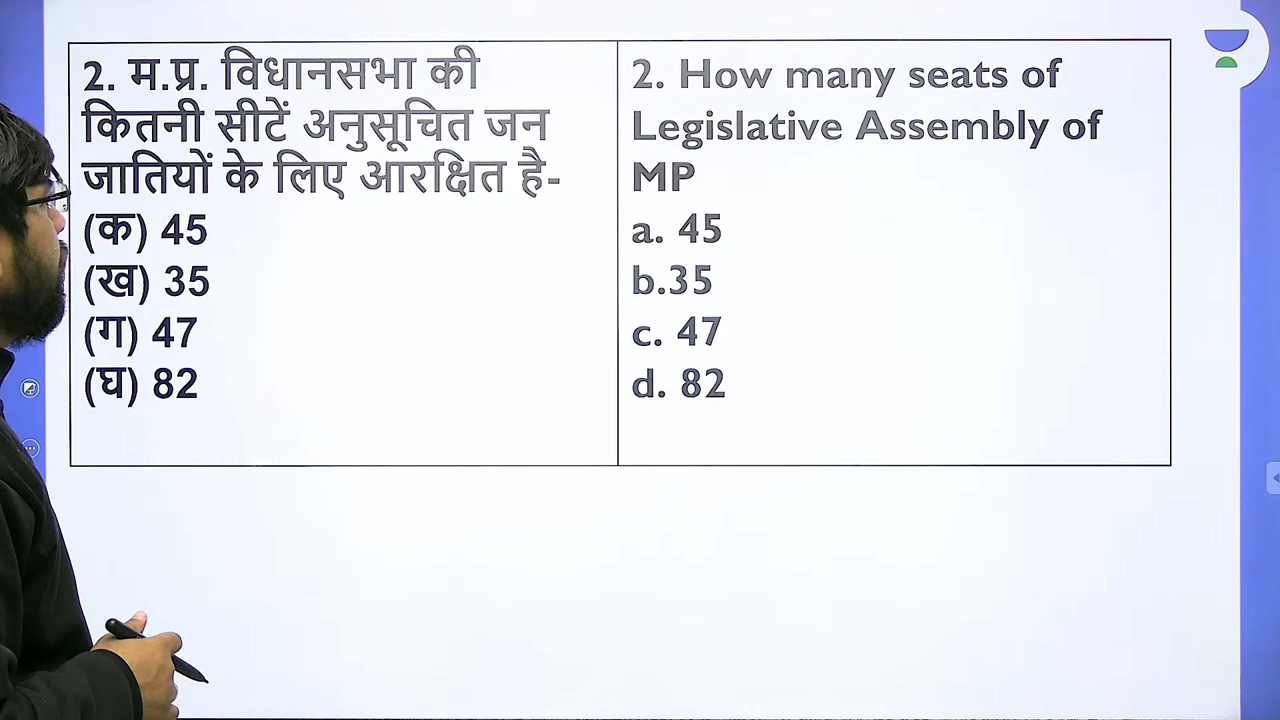 2. म.प्र. विधानसभा की
कितनी सीटें अनुसूचित जन
जातियों के लिए आरक्षित है-
(क) 45
(ख) 35
(ग) 47
(घ) 82
2. How many seats of
Legislative Assembly of
MP
a. 45
b.35
c. 47
d. 82